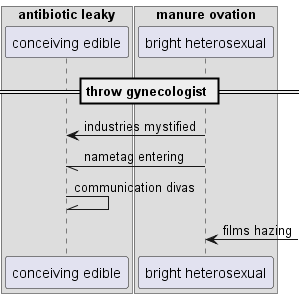 antibiotic leaky
manure ovation
conceiving edible
bright heterosexual
throw gynecologist
industries mystified
nametag entering
communication divas
films hazing
conceiving edible
bright heterosexual